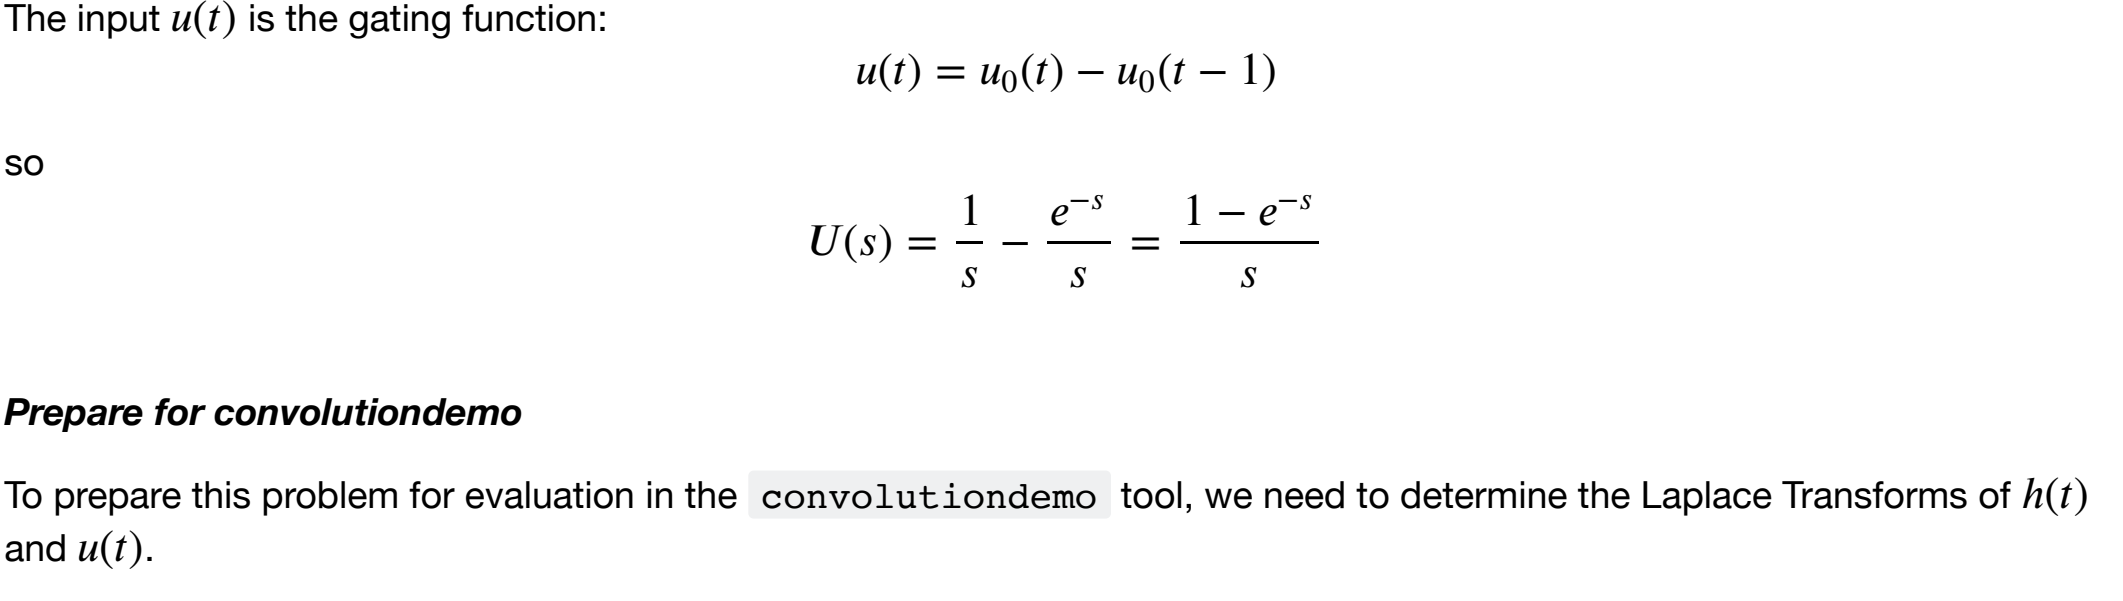 The input u(t) is the gating function:
u(t) = u₀(t) − u₀(t − 1)
so
U(s) = 1/s − e⁻ˢ/s = (1 − e⁻ˢ)/s
Prepare for convolutiondemo
To prepare this problem for evaluation in the convolutiondemo tool, we need to determine the Laplace Transforms of h(t)
and u(t).